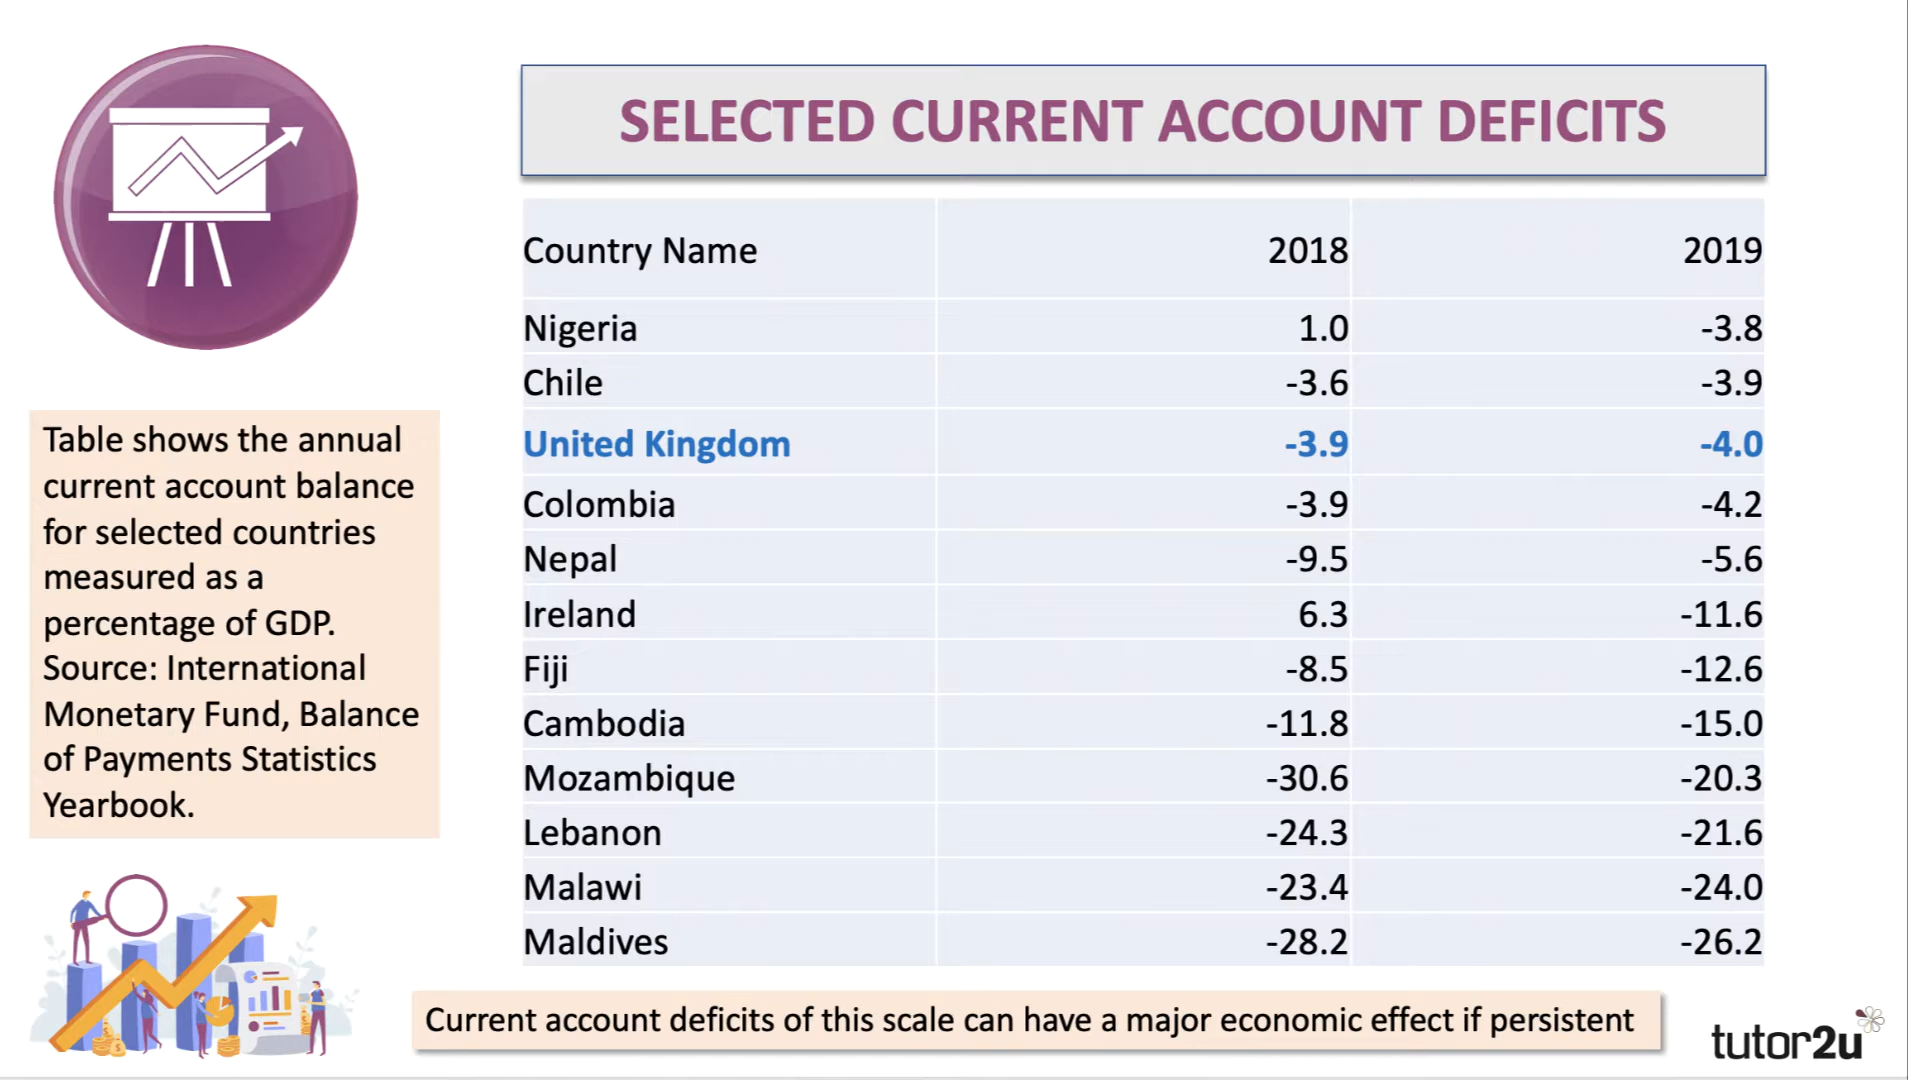 SELECTED CURRENT ACCOUNT DEFICITS
Country Name 2018 2019
Nigeria 1.0 -3.8
Chile -3.6 -3.9
United Kingdom -3.9 -4.0
Colombia -3.9 -4.2
Nepal -9.5 -5.6
Ireland 6.3 -11.6
Fiji -8.5 -12.6
Cambodia -11.8 -15.0
Mozambique -30.6 -20.3
Lebanon -24.3 -21.6
Malawi -23.4 -24.0
Maldives -28.2 -26.2
Table shows the annual
current account balance
for selected countries
measured as a
percentage of GDP.
Source: International
Monetary Fund, Balance
of Payments Statistics
Yearbook.
Current account deficits of this scale can have a major economic effect if persistent
tutor2u